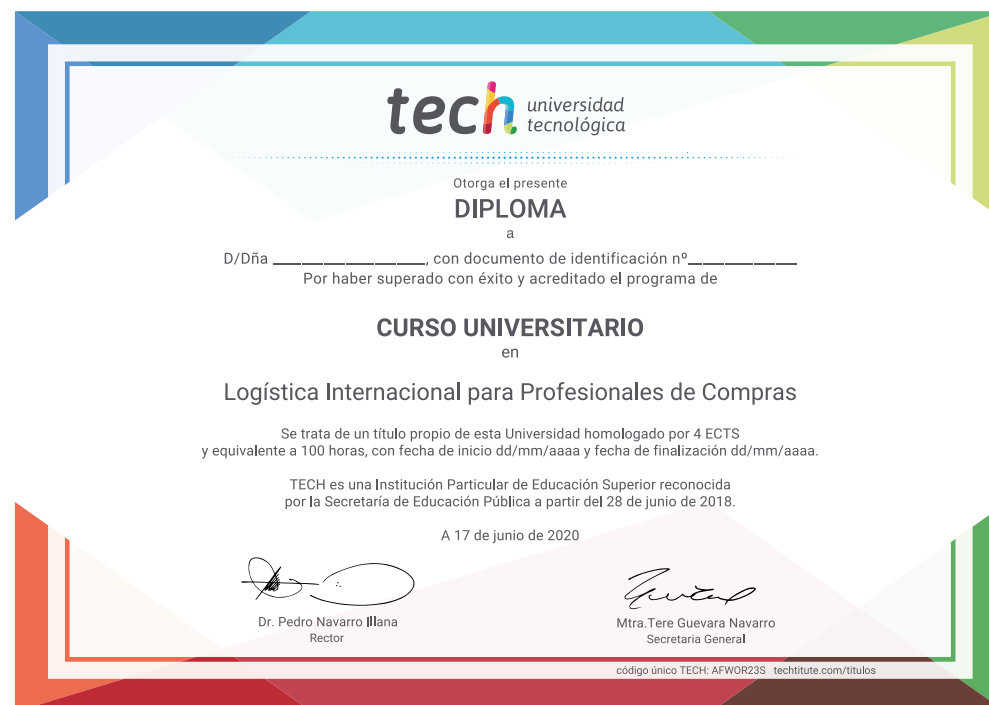 tech universidad
tecnológica
Otorga el presente
DIPLOMA
a
D/Dña ________________, con documento de identificación nº____________
Por haber superado con éxito y acreditado el programa de
CURSO UNIVERSITARIO
en
Logística Internacional para Profesionales de Compras
Se trata de un título propio de esta Universidad homologado por 4 ECTS
y equivalente a 100 horas, con fecha de inicio dd/mm/aaaa y fecha de finalización dd/mm/aaaa.
TECH es una Institución Particular de Educación Superior reconocida
por la Secretaría de Educación Pública a partir del 28 de junio de 2018.
A 17 de junio de 2020
Dr. Pedro Navarro Illana
Rector
Mtra.Tere Guevara Navarro
Secretaria General
código único TECH: AFWOR23S techtitute.com/titulos